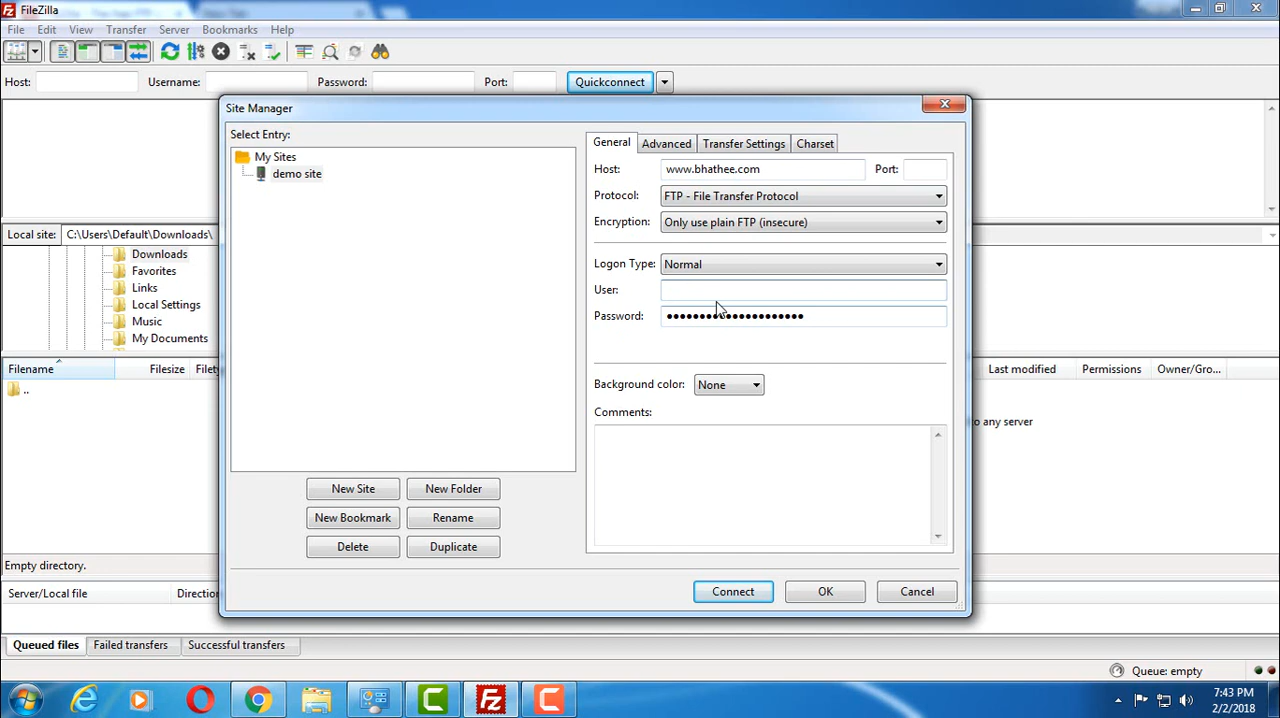 FileZilla
File Edit View Transfer Server Bookmarks Help
Host: Username: Password: Port: Quickconnect
Site Manager
Select Entry:
My Sites
demo site
New Site New Folder
New Bookmark Rename
Delete Duplicate
General Advanced Transfer Settings Charset
Host: www.bhathee.com Port:
Protocol: FTP - File Transfer Protocol
Encryption: Only use plain FTP (insecure)
Logon Type: Normal
User:
Password: ●●●●●●●●●●●●●●●●●●●●●
Background color: None
Comments:
Connect OK Cancel
Local site: C:\Users\Default\Downloads\
Downloads
Favorites
Links
Local Settings
Music
My Documents
Filename Filesize Filety
..
Last modified Permissions Owner/Gro...
to any server
Empty directory.
Server/Local file Direction
Queued files Failed transfers Successful transfers
Queue: empty
7:43 PM
2/2/2018